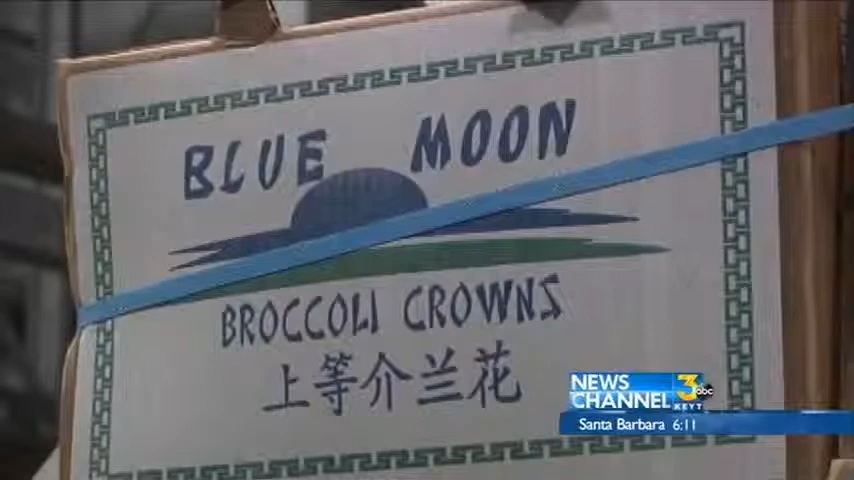 BLUE MOON
BROCCOLI CROWNS
上等介兰花
NEWS
CHANNEL 3 abc
KEYT
Santa Barbara 6:11